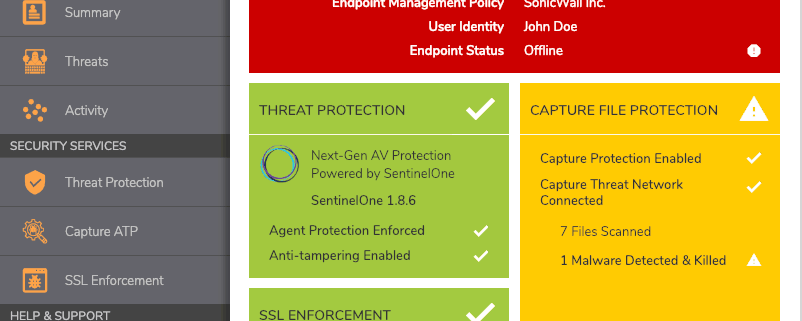 Summary
Threats
Activity
SECURITY SERVICES
Threat Protection
Capture ATP
SSL Enforcement
HELP & SUPPORT
Endpoint Management Policy SonicWall Inc.
User Identity John Doe
Endpoint Status Offline
THREAT PROTECTION
Next-Gen AV Protection
Powered by SentinelOne
SentinelOne 1.8.6
Agent Protection Enforced
Anti-tampering Enabled
SSL ENFORCEMENT
CAPTURE FILE PROTECTION
Capture Protection Enabled
Capture Threat Network
Connected
7 Files Scanned
1 Malware Detected & Killed